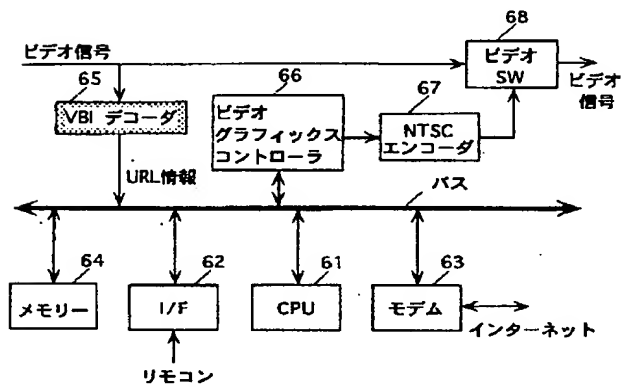 ビデオ信号
68
ビデオ
SW
ビデオ
信号
65
VBI デコーダ
66
ビデオ
グラフィックス
コントローラ
67
NTSC
エンコーダ
URL情報
バス
64
メモリー
62
I/F
61
CPU
63
モデム
インターネット
リモコン